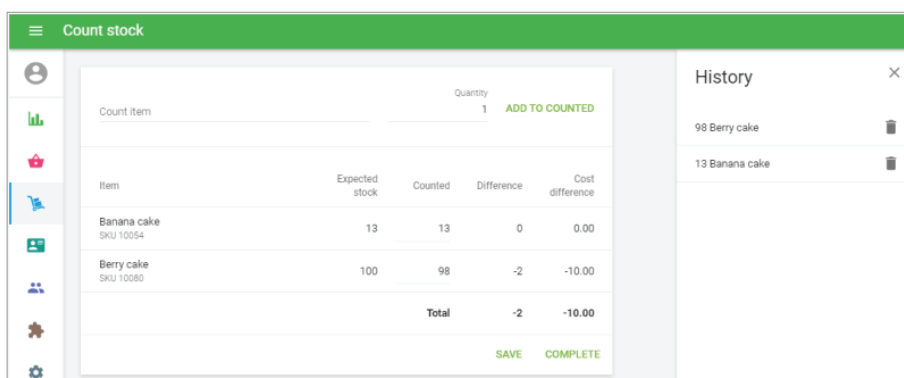 Count stock
Count item
Quantity
1
ADD TO COUNTED
Item Expected stock Counted Difference Cost difference
Banana cake 13 13 0 0.00
SKU 10054
Berry cake 100 98 -2 -10.00
SKU 10080
Total -2 -10.00
SAVE COMPLETE
History
98 Berry cake
13 Banana cake